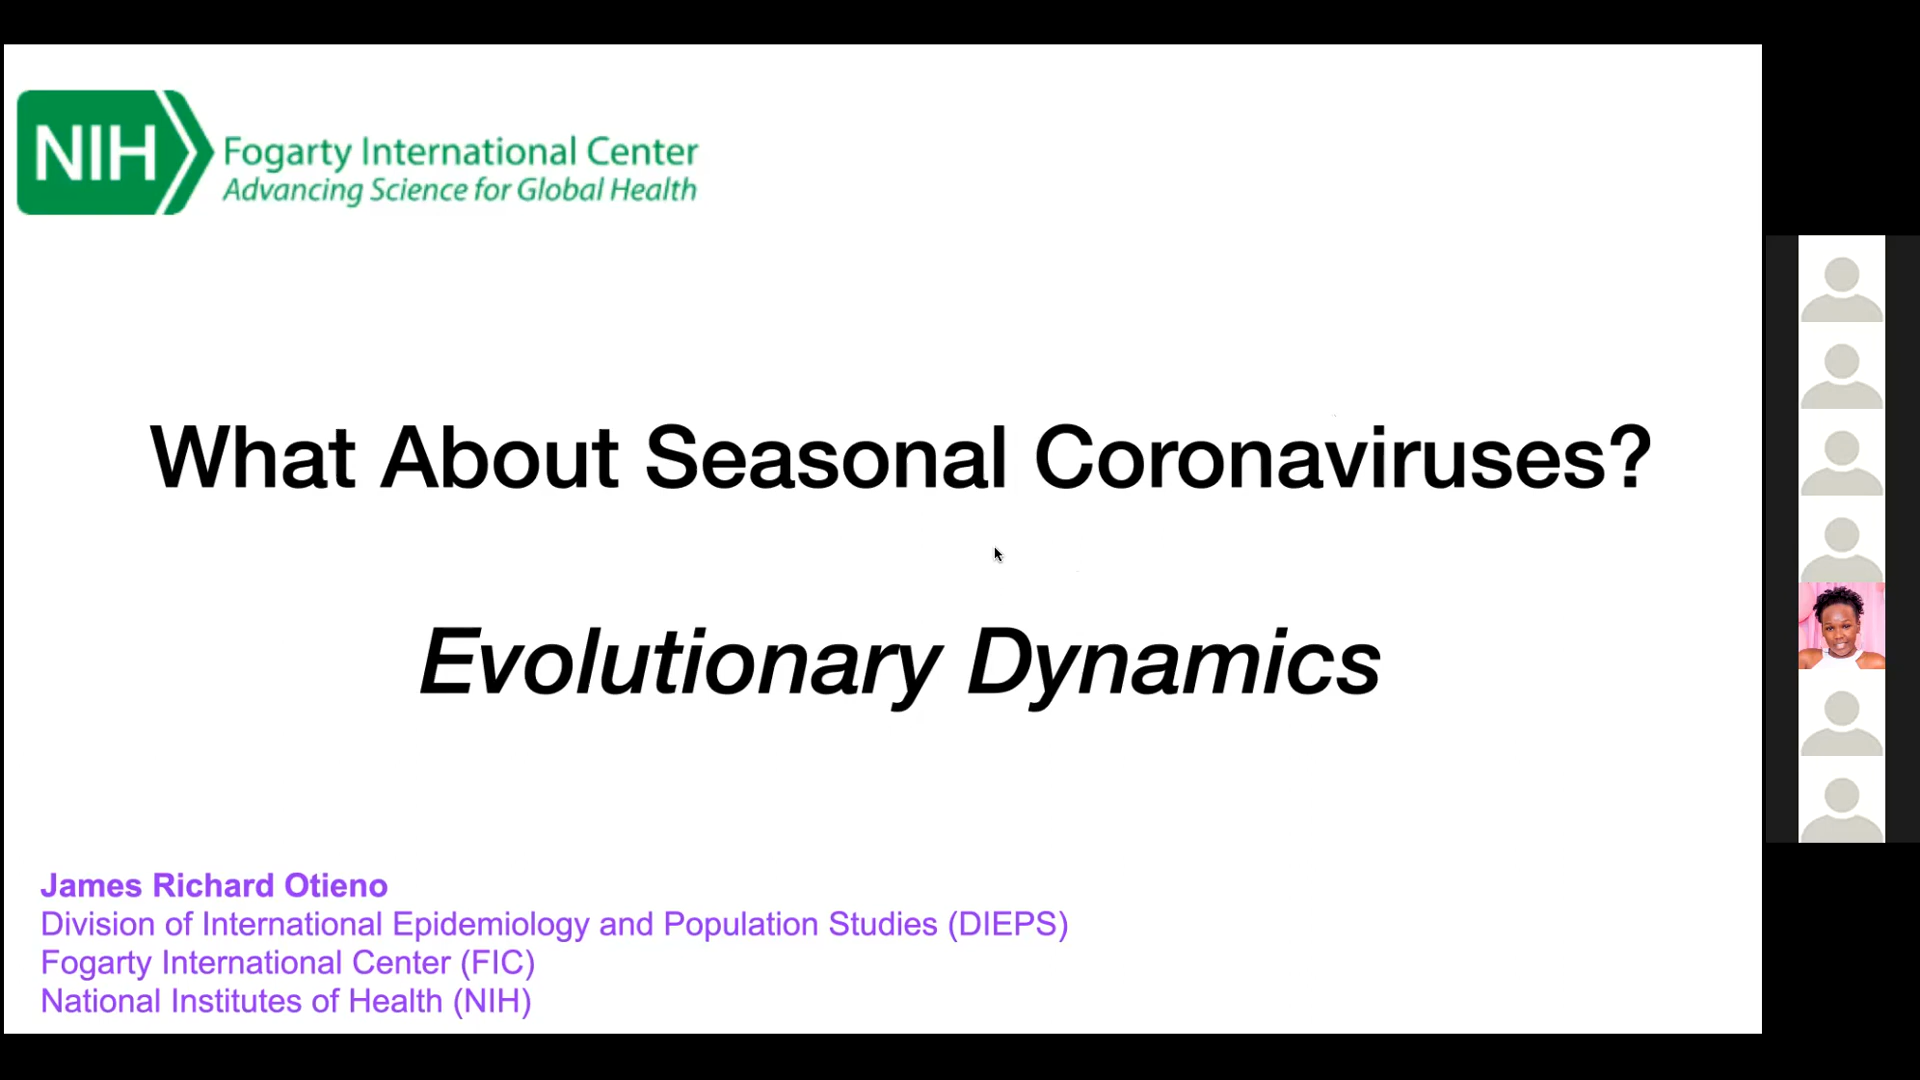 NIH
Fogarty International Center
Advancing Science for Global Health
What About Seasonal Coronaviruses?
Evolutionary Dynamics
James Richard Otieno
Division of International Epidemiology and Population Studies (DIEPS)
Fogarty International Center (FIC)
National Institutes of Health (NIH)